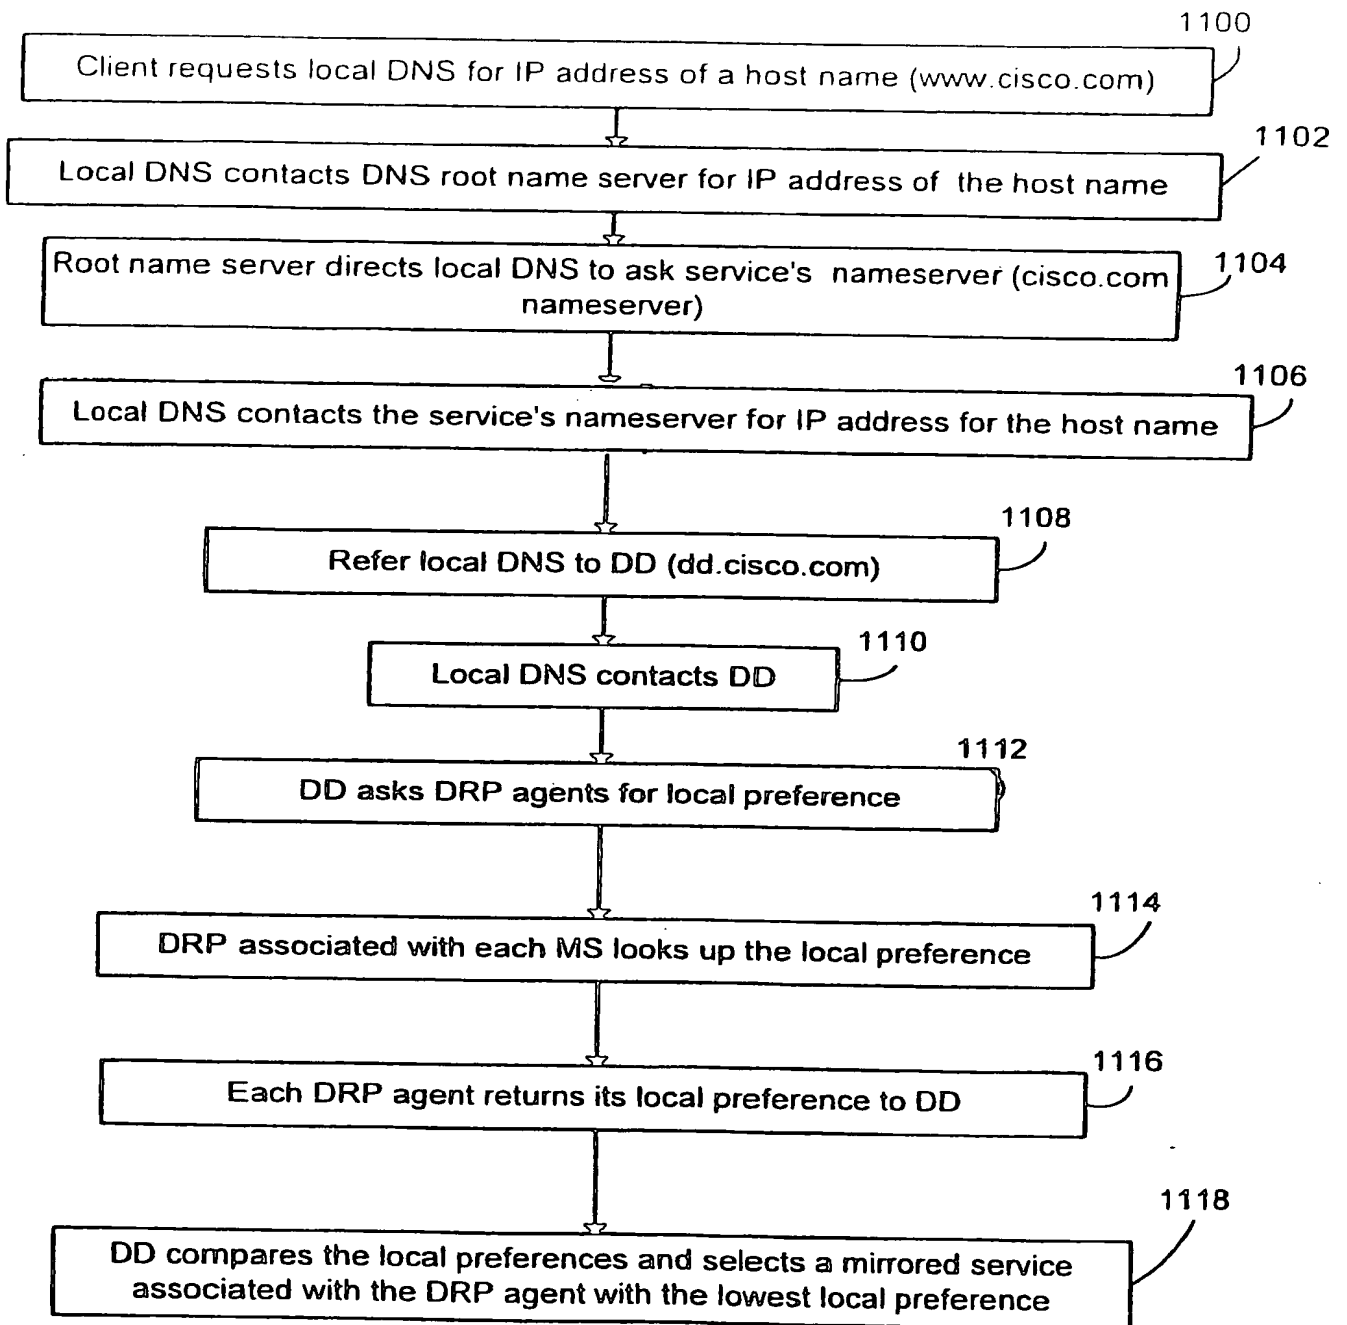 1100
Client requests local DNS for IP address of a host name (www.cisco.com)
1102
Local DNS contacts DNS root name server for IP address of the host name
1104
Root name server directs local DNS to ask service's nameserver (cisco.com
nameserver)
1106
Local DNS contacts the service's nameserver for IP address for the host name
1108
Refer local DNS to DD (dd.cisco.com)
1110
Local DNS contacts DD
1112
DD asks DRP agents for local preference
1114
DRP associated with each MS looks up the local preference
1116
Each DRP agent returns its local preference to DD
1118
DD compares the local preferences and selects a mirrored service
associated with the DRP agent with the lowest local preference